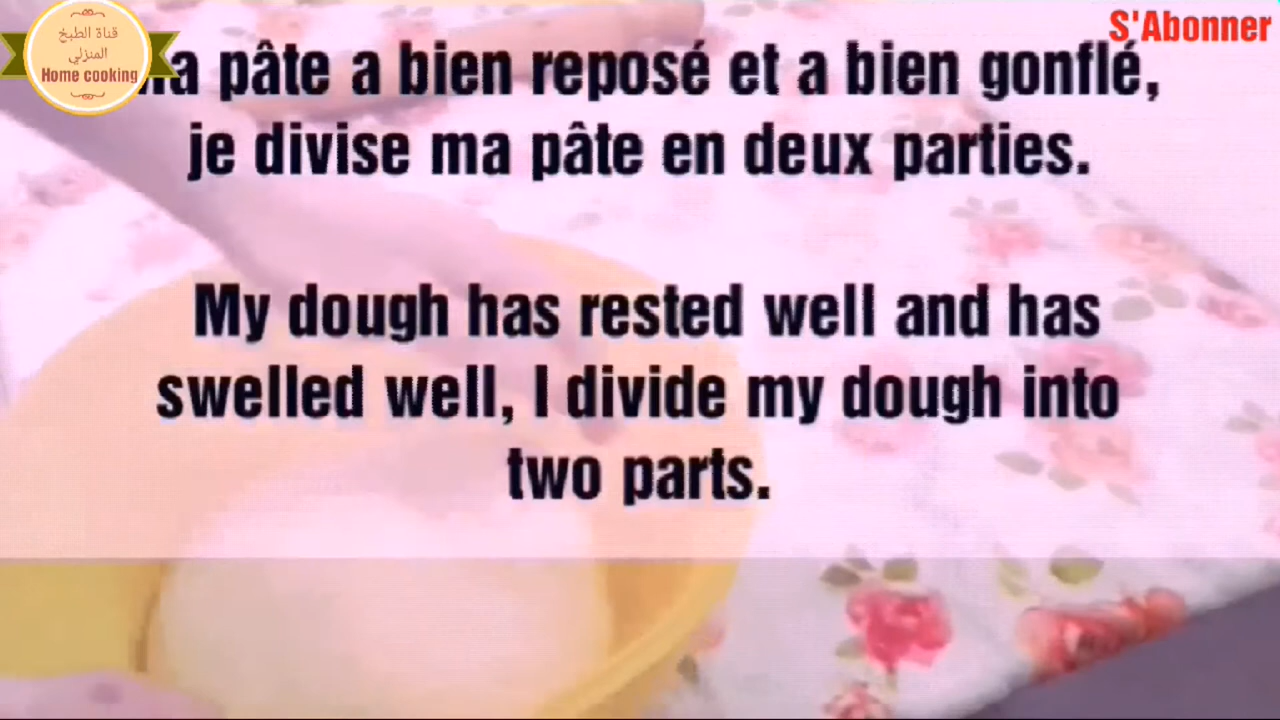 قناة الطبخ
المنزلي
Home cooking
S'Abonner
pâte a bien reposé et a bien gonflé,
je divise ma pâte en deux parties.
My dough has rested well and has
swelled well, I divide my dough into
two parts.